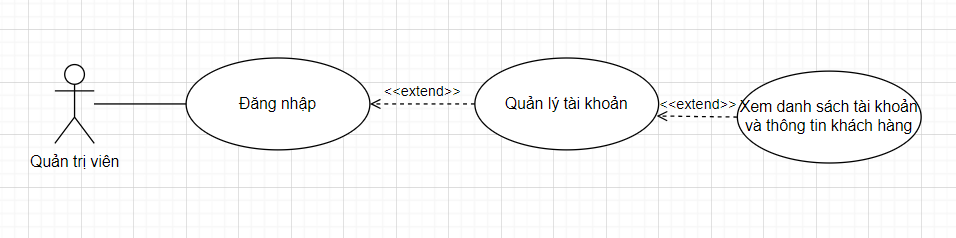 Quản trị viên
Đăng nhập
<<extend>>
Quản lý tài khoản
<<extend>>
Xem danh sách tài khoản
và thông tin khách hàng